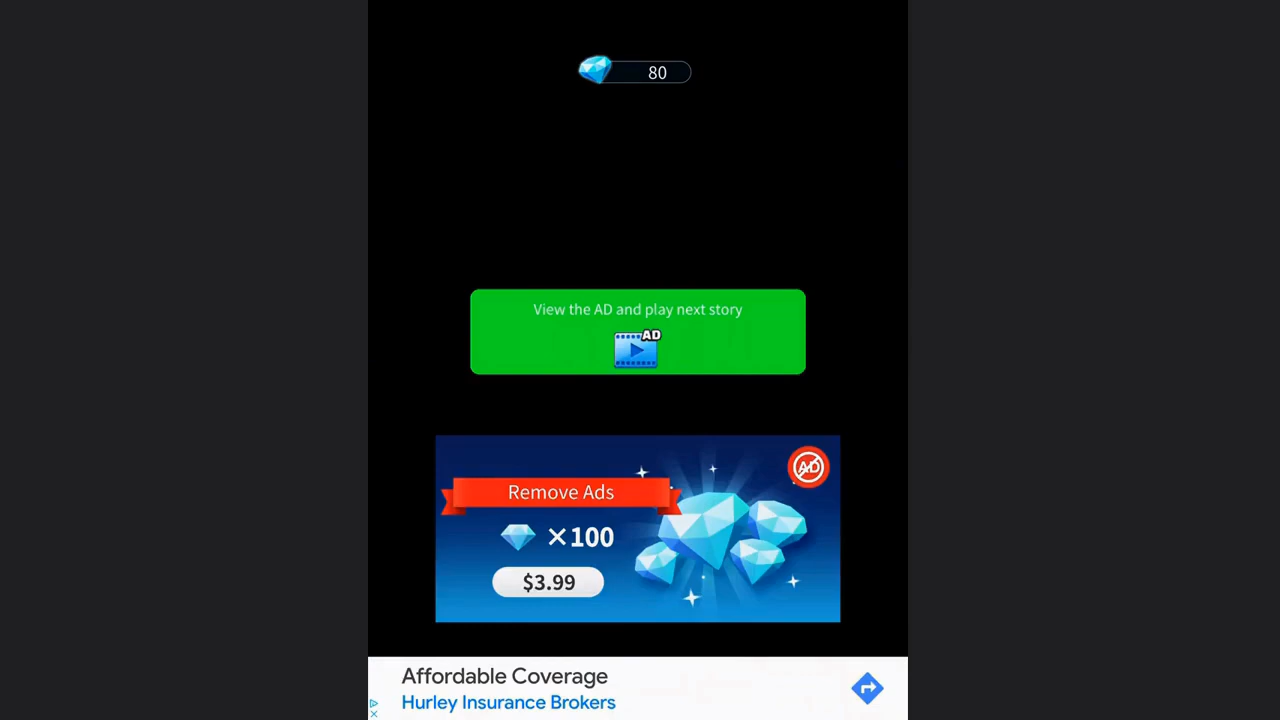 80
View the AD and play next story
AD
AD
Remove Ads
×100
$3.99
Affordable Coverage
Hurley Insurance Brokers